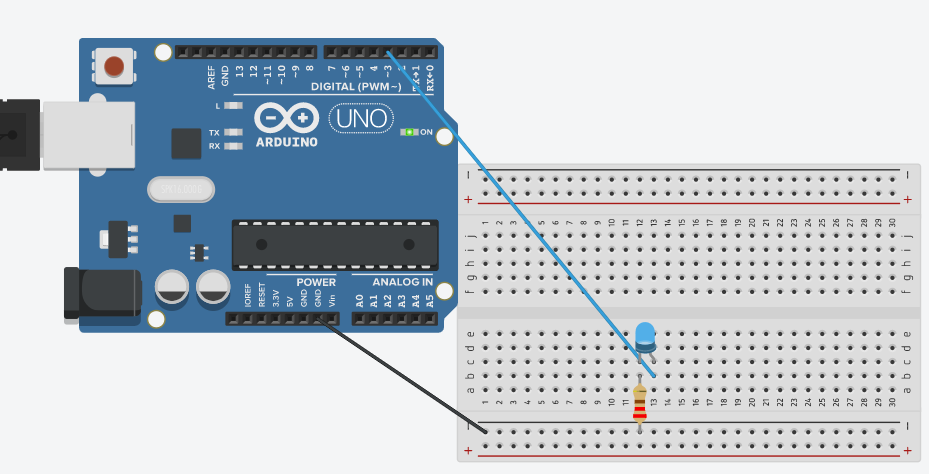 AREF
GND
13
12
~11
~10
~9
8
7
~6
~5
4
~3
TX→1
RX←0
DIGITAL (PWM~)
L
TX
RX
ARDUINO
UNO
ON
POWER
ANALOG IN
IOREF
RESET
3.3V
5V
GND
GND
Vin
A0
A1
A2
A3
A4
A5
− −
+ +
1 2 3 4 5 6 7 8 9 10 11 12 13 14 15 16 17 18 19 20 21 22 23 24 25 26 27 28 29 30
j j
i i
h h
g g
f f
e e
d d
c c
b b
a a
1 2 3 4 5 6 7 8 9 10 11 12 13 14 15 16 17 18 19 20 21 22 23 24 25 26 27 28 29 30
− −
+ +